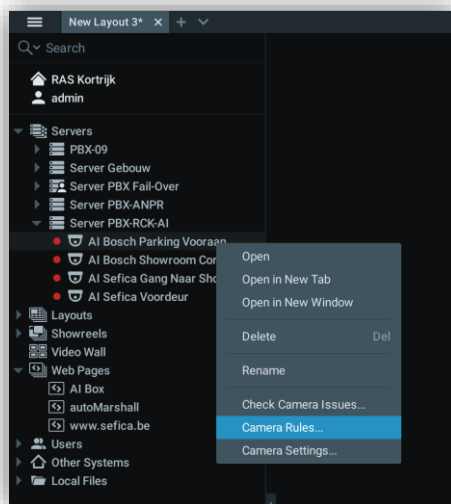 New Layout 3*
Search
RAS Kortrijk
admin
Servers
PBX-09
Server Gebouw
Server PBX Fail-Over
Server PBX-ANPR
Server PBX-RCK-AI
AI Bosch Parking Vooraan
AI Bosch Showroom Cor
AI Sefica Gang Naar Sho
AI Sefica Voordeur
Layouts
Showreels
Video Wall
Web Pages
AI Box
autoMarshall
www.sefica.be
Users
Other Systems
Local Files
Open
Open in New Tab
Open in New Window
Delete Del
Rename
Check Camera Issues...
Camera Rules...
Camera Settings...